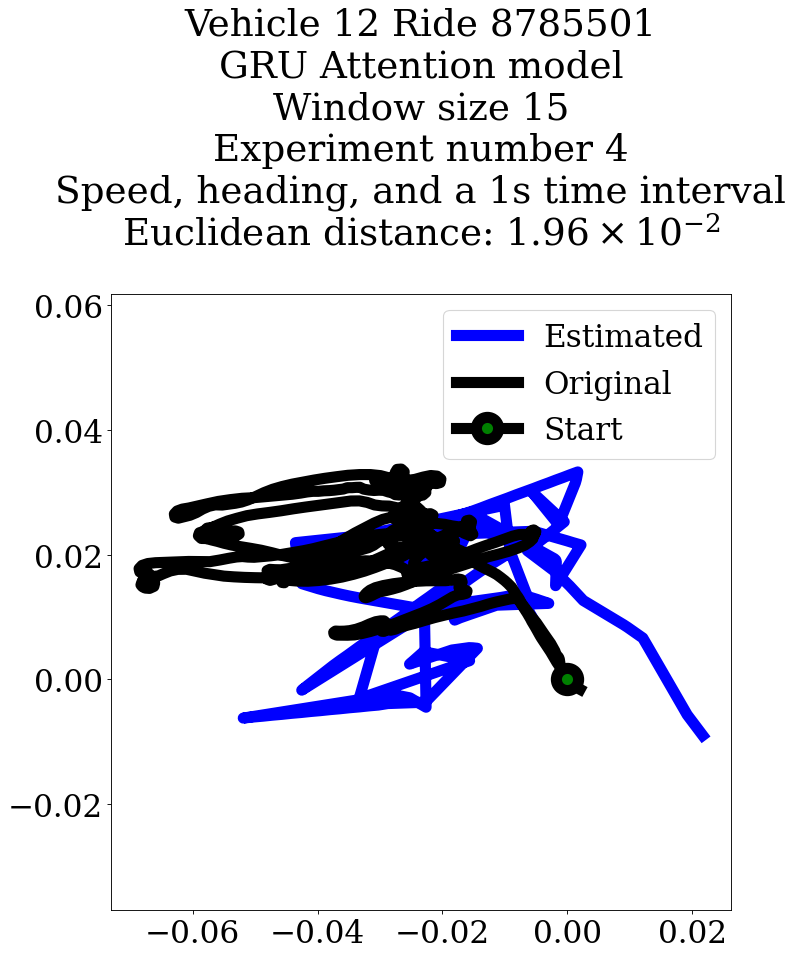 Vehicle 12 Ride 8785501
GRU Attention model
Window size 15
Experiment number 4
Speed, heading, and a 1s time interval
Euclidean distance: 1.96 × 10⁻²
0.06
0.04
0.02
0.00
−0.02
Estimated
Original
Start
−0.06
−0.04
−0.02
0.00
0.02